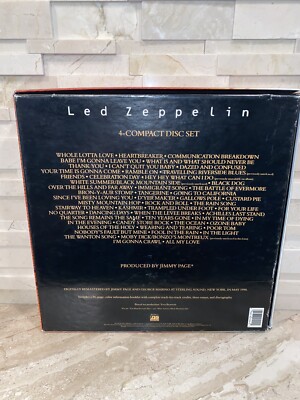 Led Zeppelin
4-COMPACT DISC SET
WHOLE LOTTA LOVE • HEARTBREAKER • COMMUNICATION BREAKDOWN
BABE I'M GONNA LEAVE YOU • WHAT IS AND WHAT SHOULD NEVER BE
THANK YOU • I CAN'T QUIT YOU BABY • DAZED AND CONFUSED
YOUR TIME IS GONNA COME • RAMBLE ON • TRAVELLING RIVERSIDE BLUES
FRIENDS • CELEBRATION DAY • HEY HEY WHAT CAN I DO
WHITE SUMMER/BLACK MOUNTAIN SIDE • BLACK DOG
OVER THE HILLS AND FAR AWAY • IMMIGRANT SONG • THE BATTLE OF EVERMORE
BRON-Y-AUR STOMP • TANGERINE • GOING TO CALIFORNIA
SINCE I'VE BEEN LOVING YOU • D'YER MAK'ER • GALLOWS POLE • CUSTARD PIE
MISTY MOUNTAIN HOP • ROCK AND ROLL • THE RAIN SONG
STAIRWAY TO HEAVEN • KASHMIR • TRAMPLED UNDER FOOT • FOR YOUR LIFE
NO QUARTER • DANCING DAYS • WHEN THE LEVEE BREAKS • ACHILLES LAST STAND
THE SONG REMAINS THE SAME • TEN YEARS GONE • IN MY TIME OF DYING
IN THE EVENING • CANDY STORE ROCK • THE OCEAN • OZONE BABY
HOUSES OF THE HOLY • WEARING AND TEARING • POOR TOM
NOBODY'S FAULT BUT MINE • FOOL IN THE RAIN • IN THE LIGHT
THE WANTON SONG • MOBY DICK/BONZO'S MONTREUX
I'M GONNA CRAWL • ALL MY LOVE
PRODUCED BY JIMMY PAGE*